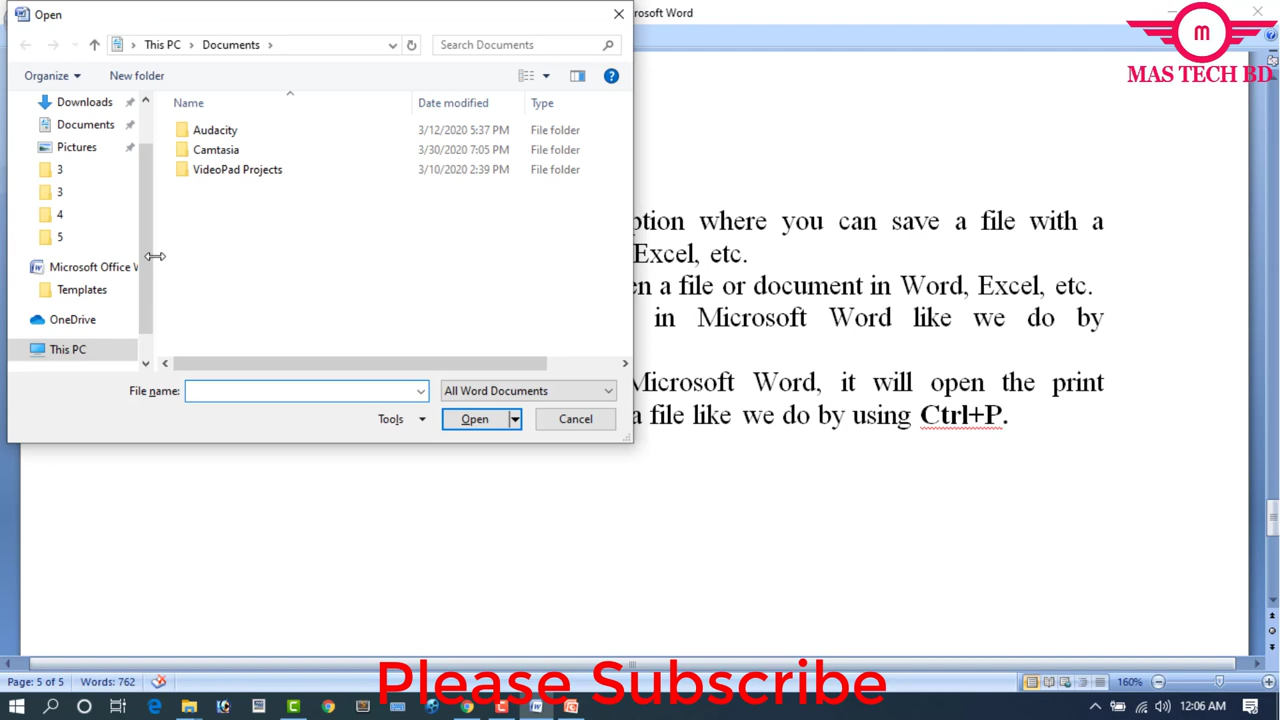 Open
rosoft Word
m
MAS TECH BD
This PC
Documents
Search Documents
Organize
New folder
Downloads
Documents
Pictures
3
3
4
5
Microsoft Office W
Templates
OneDrive
This PC
Name
Date modified
Type
Audacity
3/12/2020 5:37 PM
File folder
Camtasia
3/30/2020 7:05 PM
File folder
VideoPad Projects
3/10/2020 2:39 PM
File folder
File name:
All Word Documents
Tools
Open
Cancel
ption where you can save a file with a
Excel, etc.
en a file or document in Word, Excel, etc.
in Microsoft Word like we do by
Microsoft Word, it will open the print
a file like we do by using Ctrl+P.
Please Subscribe
Page: 5 of 5
Words: 762
160%
12:06 AM